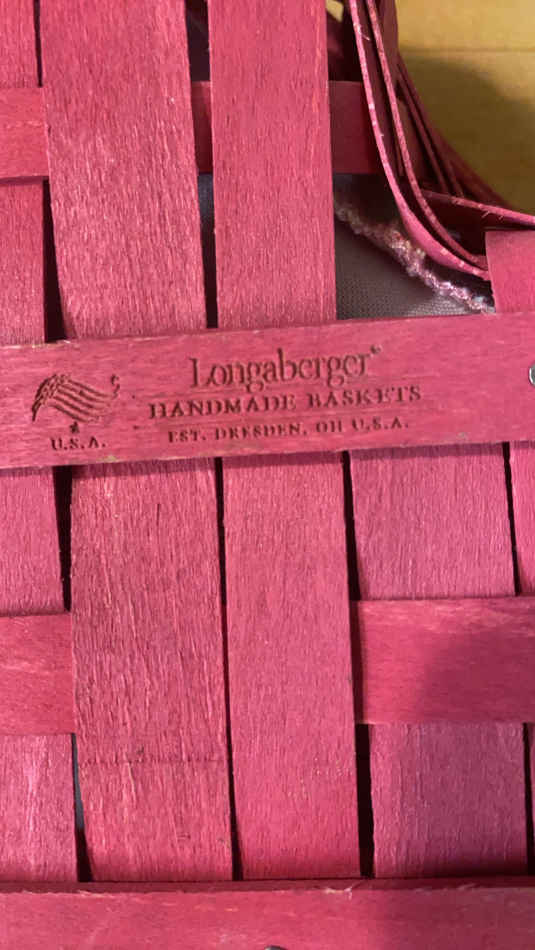 Longaberger®
HANDMADE BASKETS
EST. DRESDEN, OH U.S.A.
U.S.A.